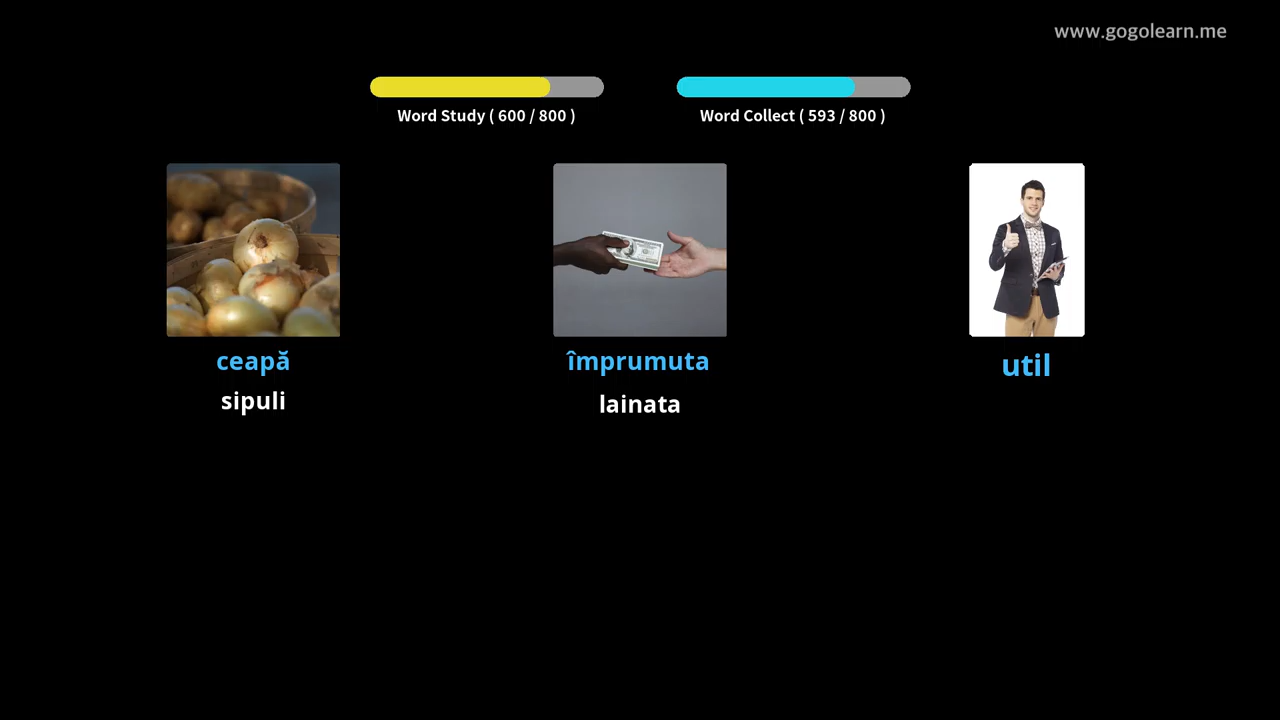 www.gogolearn.me
Word Study ( 600 / 800 )
Word Collect ( 593 / 800 )
ceapă
împrumuta
util
sipuli
lainata